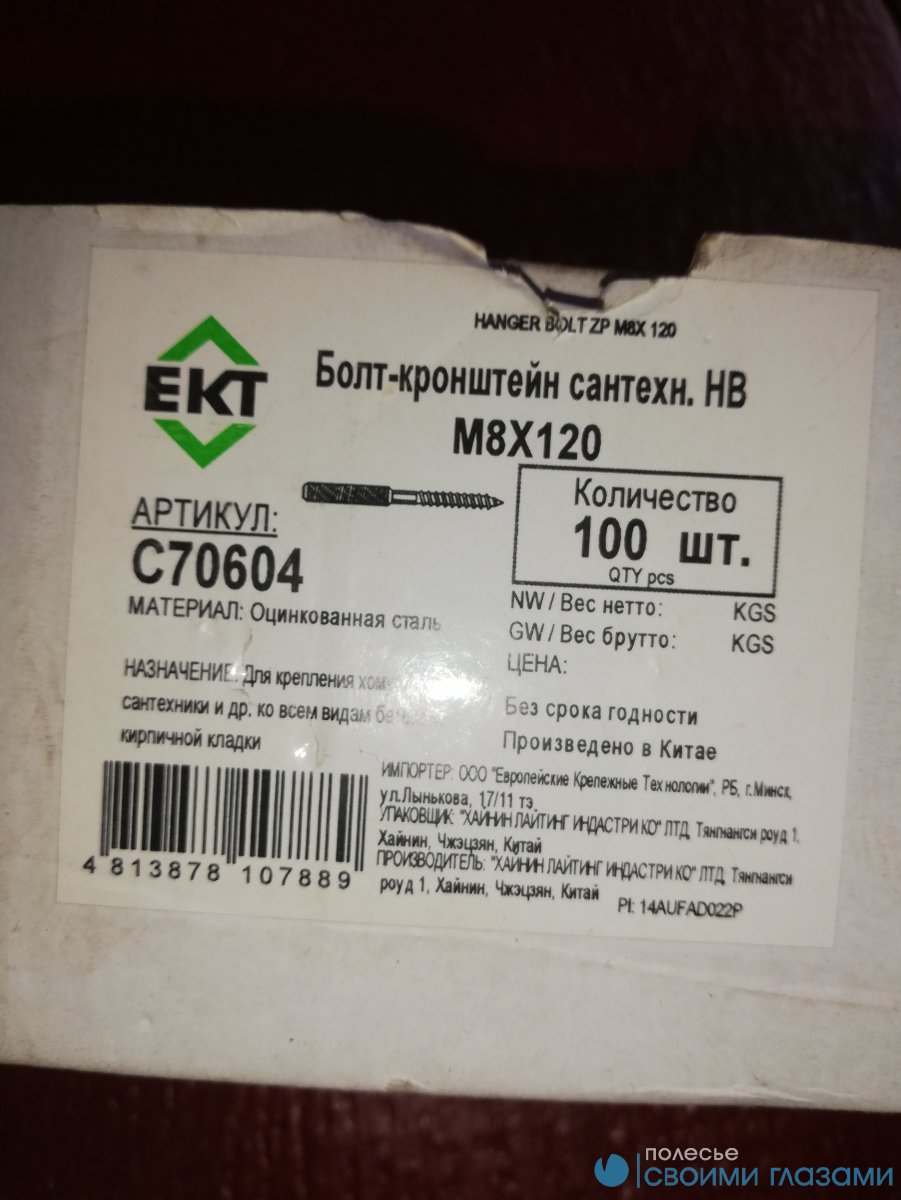 HANGER BOLT ZP M8X 120
EKT
Болт-кронштейн сантехн. HB
M8X120
АРТИКУЛ:
C70604
МАТЕРИАЛ: Оцинкованная сталь
Количество
100 шт.
QTY pcs
NW / Вес нетто: KGS
GW / Вес брутто: KGS
ЦЕНА:
НАЗНАЧЕНИЕ: Для крепления
сантехники и др. ко всем видам
кирпичной кладки
Без срока годности
Произведено в Китае
ИМПОРТЕР: ООО "Европейские Крепежные Технологии", РБ, г.Минск,
ул.Лынькова, 17/11 тэ
УПАКОВЩИК: "ХАЙНИН ЛАЙТИНГ ИНДАСТРИ КО" ЛТД, Тянгнангси роуд 1,
Хайнин, Чжэцзян, Китай
ПРОИЗВОДИТЕЛЬ: "ХАЙНИН ЛАЙТИНГ ИНДАСТРИ КО" ЛТД, Тянгнангси
роуд 1, Хайнин, Чжэцзян, Китай
PI: 14AUFAD022P
4 813878 107889
ПОЛЕСЬЕ
СВОИМИ ГЛАЗАМИ